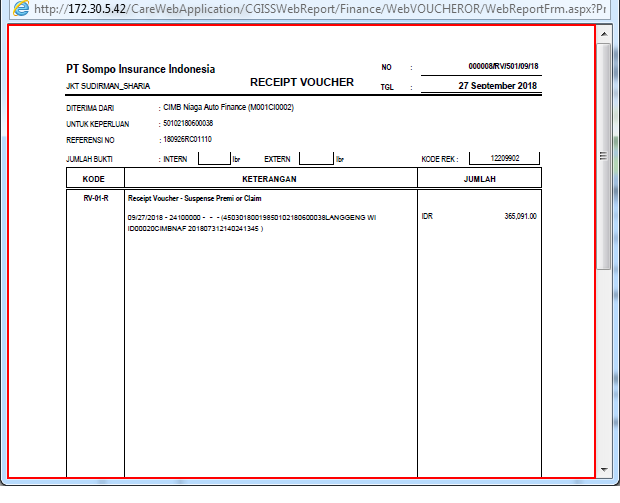 http://172.30.5.42/CareWebApplication/CGISSWebReport/Finance/WebVOUCHEROR/WebReportFrm.aspx?P
PT Sompo Insurance Indonesia
JKT SUDIRMAN_SHARIA
RECEIPT VOUCHER
NO : 000008/RV/501/09/18
TGL : 27 September 2018
DITERIMA DARI : CIMB Niaga Auto Finance (M001CI0002)
UNTUK KEPERLUAN : 50102180600038
REFERENSI NO : 180926RC01110
JUMLAH BUKTI : INTERN lbr EXTERN lbr KODE REK : 12209902
KODE KETERANGAN JUMLAH
RV-01-R Receipt Voucher - Suspense Premi or Claim
09/27/2018 - 24100000 - - - (45030180019850102180600038LANGGENG WI IDR 365,091.00
ID00020CIMBNAF 201807312140241345 )